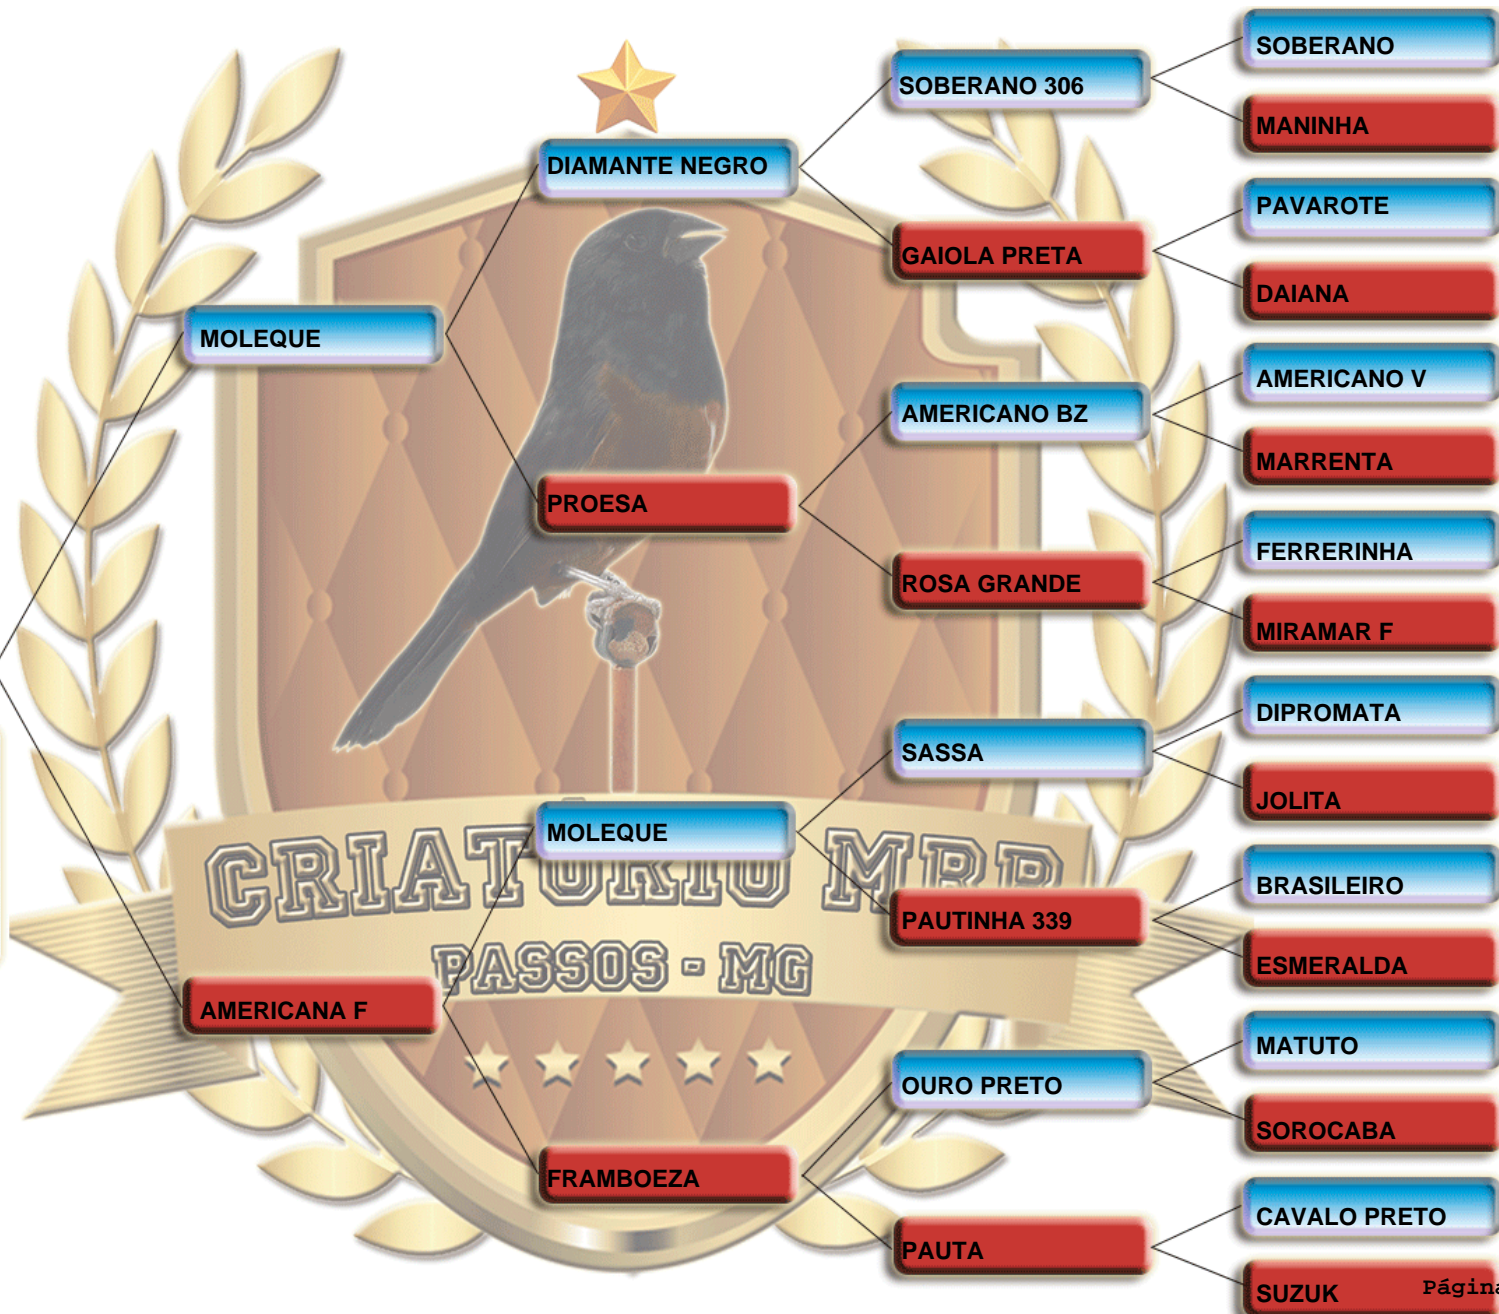 SOBERANO
SOBERANO 306
MANINHA
DIAMANTE NEGRO
PAVAROTE
GAIOLA PRETA
DAIANA
MOLEQUE
AMERICANO V
AMERICANO BZ
MARRENTA
PROESA
FERRERINHA
ROSA GRANDE
MIRAMAR F
DIPROMATA
SASSA
JOLITA
MOLEQUE
CRIATÓRIO MRP
BRASILEIRO
PAUTINHA 339
ESMERALDA
PASSOS - MG
AMERICANA F
MATUTO
OURO PRETO
SOROCABA
FRAMBOEZA
CAVALO PRETO
PAUTA
SUZUK
Página